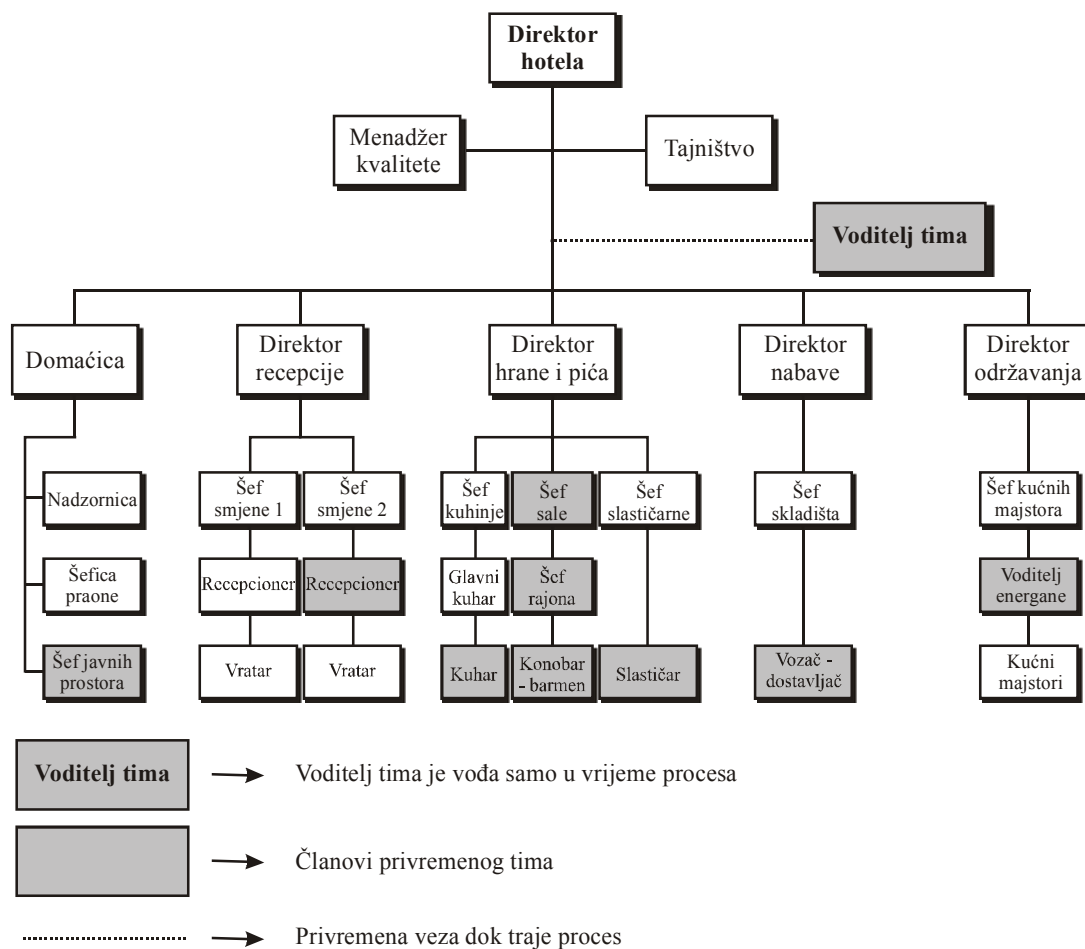 Direktor
hotela
Menadžer
kvalitete
Tajništvo
Voditelj tima
Domaćica
Direktor
recepcije
Direktor
hrane i pića
Direktor
nabave
Direktor
održavanja
Nadzornica
Šef
smjene 1
Šef
smjene 2
Šef
kuhinje
Šef
sale
Šef
slastičarne
Šef
skladišta
Šef kućnih
majstora
Šefica
praone
Recepcioner
Recepcioner
Glavni
kuhar
Šef
rajona
Voditelj
energane
Šef javnih
prostora
Vratar
Vratar
Kuhar
Konobar
- barmen
Slastičar
Vozač -
dostavljač
Kućni
majstori
Voditelj tima
Voditelj tima je vođa samo u vrijeme procesa
Članovi privremenog tima
Privremena veza dok traje proces